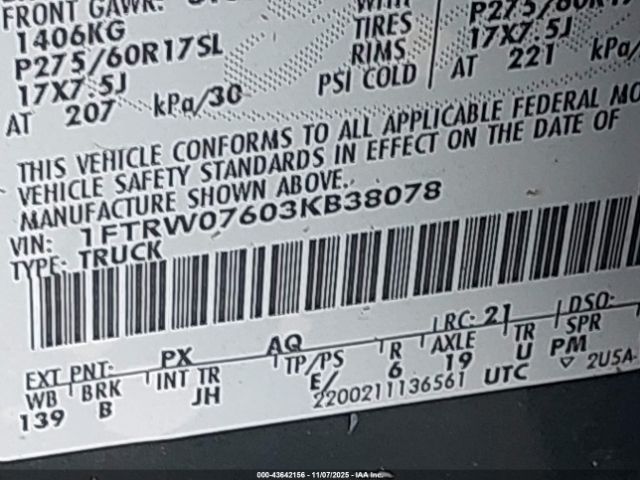 FRONT GAWR:
1406KG
P275/60R17SL
17X7.5J
AT 207 kPa/30
WITH
TIRES
RIMS
PSI COLD
P275/60R17
17X7.5J
AT 221 kPa/
THIS VEHICLE CONFORMS TO ALL APPLICABLE FEDERAL MO
VEHICLE SAFETY STANDARDS IN EFFECT ON THE DATE OF
MANUFACTURE SHOWN ABOVE.
VIN: 1FTRW07603KB38078
TYPE: TRUCK
EXT PNT: PX AQ LRC: 21 DSO:
WB BRK INT TR TP/PS R AXLE TR SPR
139 B JH E/ 6 19 U PM
2200211136561 UTC ▽ 2USA-
000-43642156 - 11/07/2025 - IAA Inc.